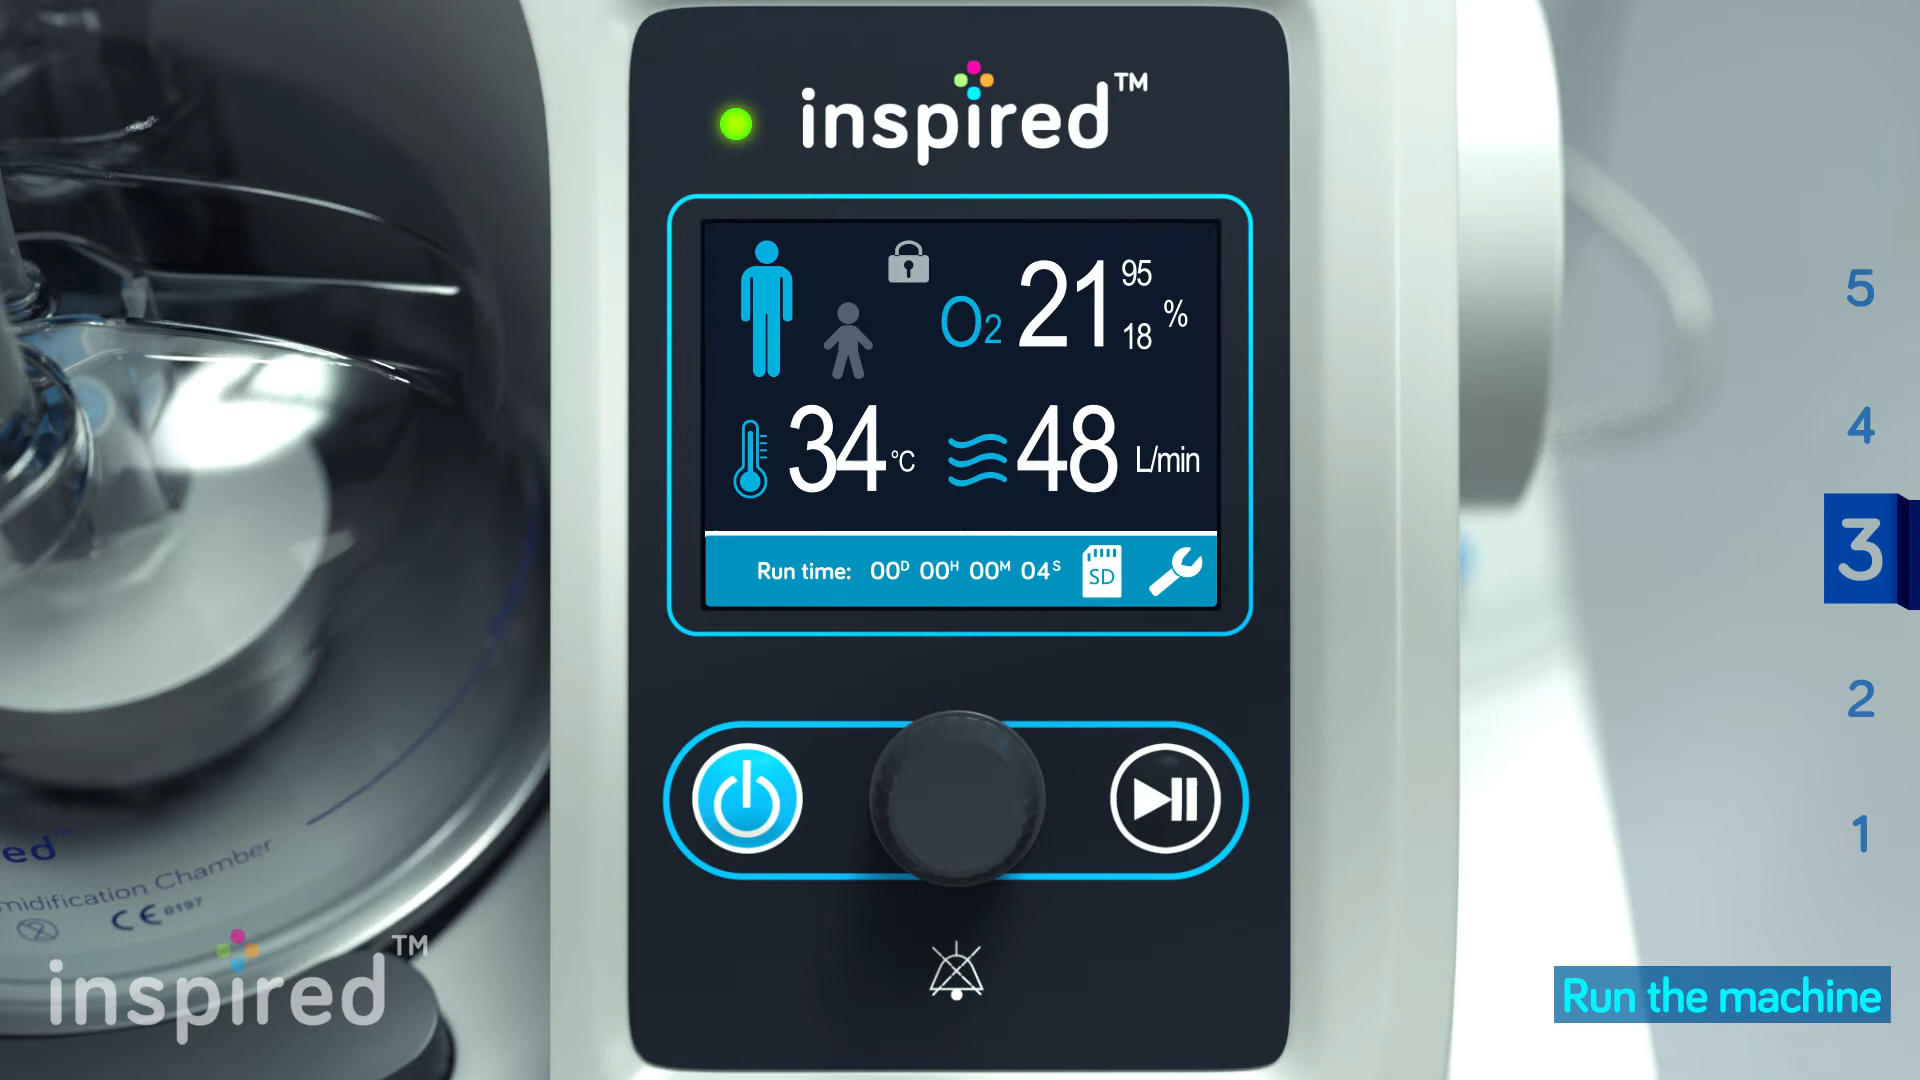 inspired™
O2 21 95 18 %
34 °C 48 L/min
Run time: 00D 00H 00M 04S SD
5
4
3
2
1
ed™
midification Chamber
CE 0197
inspired™
Run the machine